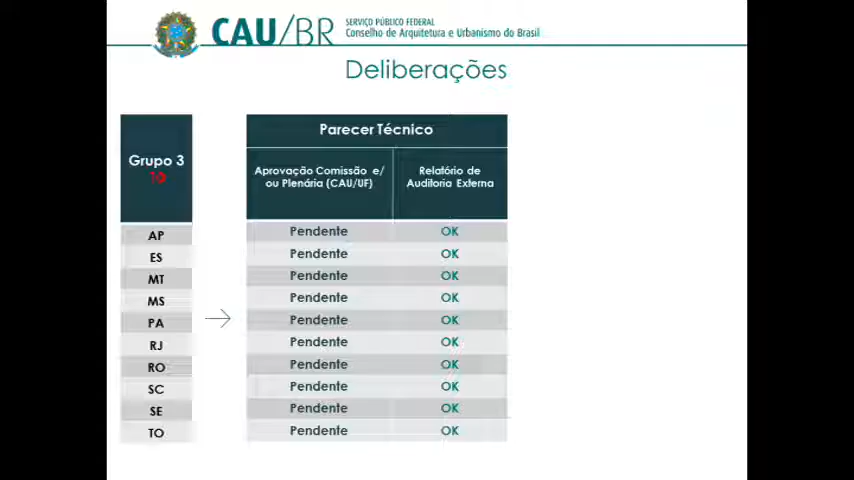 CAU/BR
SERVIÇO PÚBLICO FEDERAL
Conselho de Arquitetura e Urbanismo do Brasil
Deliberações
Grupo 3
10
Parecer Técnico
Aprovação Comissão e/
ou Plenária (CAU/UF)
Relatório de
Auditoria Externa
AP Pendente OK
ES Pendente OK
MT Pendente OK
MS Pendente OK
PA Pendente OK
RJ Pendente OK
RO Pendente OK
SC Pendente OK
SE Pendente OK
TO Pendente OK